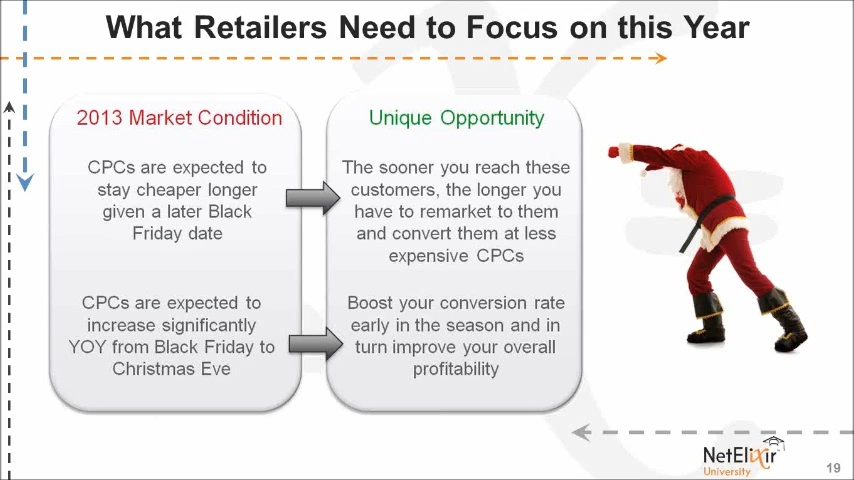 What Retailers Need to Focus on this Year
2013 Market Condition
CPCs are expected to
stay cheaper longer
given a later Black
Friday date
CPCs are expected to
increase significantly
YOY from Black Friday to
Christmas Eve
Unique Opportunity
The sooner you reach these
customers, the longer you
have to remarket to them
and convert them at less
expensive CPCs
Boost your conversion rate
early in the season and in
turn improve your overall
profitability
NetElixir
University
19